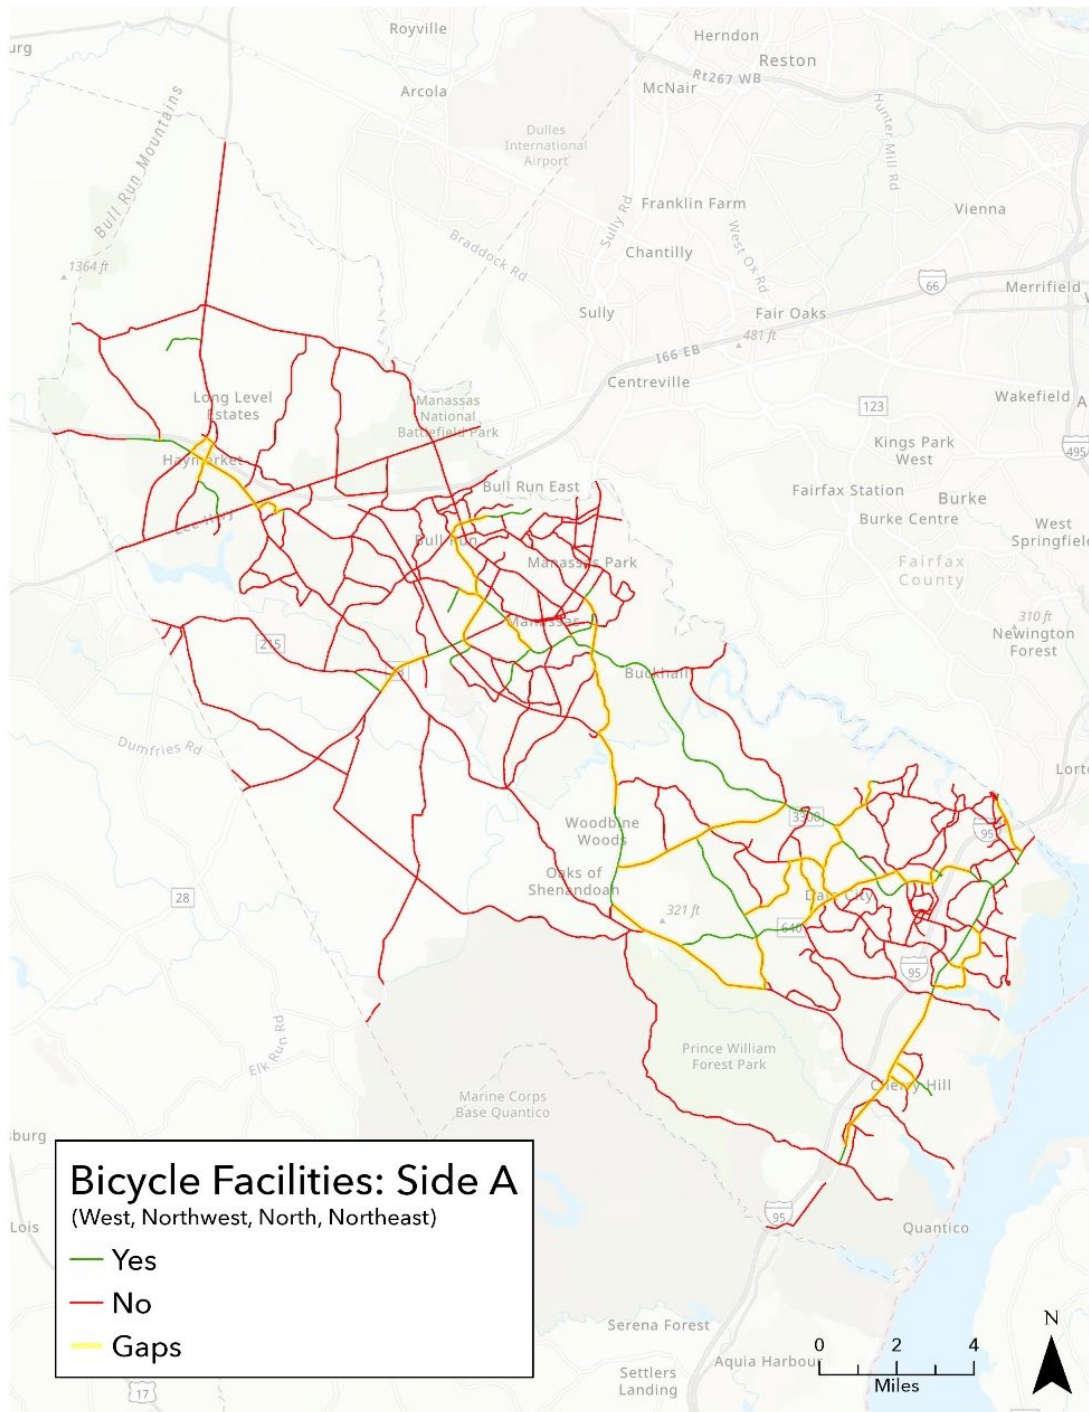 Royville
Herndon
urg
Reston
Rt267 WB
McNair
Arcola
Bull Run Mountains
Dulles
International
Airport
Hunter Mill Rd
Franklin Farm
Vienna
Sully Rd
West Ox Rd
Braddock Rd
Chantilly
1364 ft
66
Merrifield
Sully
Fair Oaks
481 ft
I66 EB
Centreville
Long Level
Estates
Manassas
National
Battlefield Park
Wakefield
A
123
Kings Park
West
495
Haymarket
Bull Run East
Fairfax Station
Burke
Lee Hwy
Burke Centre
West
Springfield
Bull Run
Manassas Park
Fairfax
County
310 ft
Manassas
Newington
Forest
215
Buckhall
Dumfries Rd
Lorto
3300
Woodbine
Woods
95
Oaks of
Shenandoah
Dale City
28
321 ft
640
95
Elk Run Rd
Prince William
Forest Park
Cherry Hill
Marine Corps
Base Quantico
sburg
Bicycle Facilities: Side A
(West, Northwest, North, Northeast)
95
Lois
Quantico
Yes
No
Serena Forest
N
Gaps
0 2 4
Aquia Harbour
Settlers
Landing
Miles
17